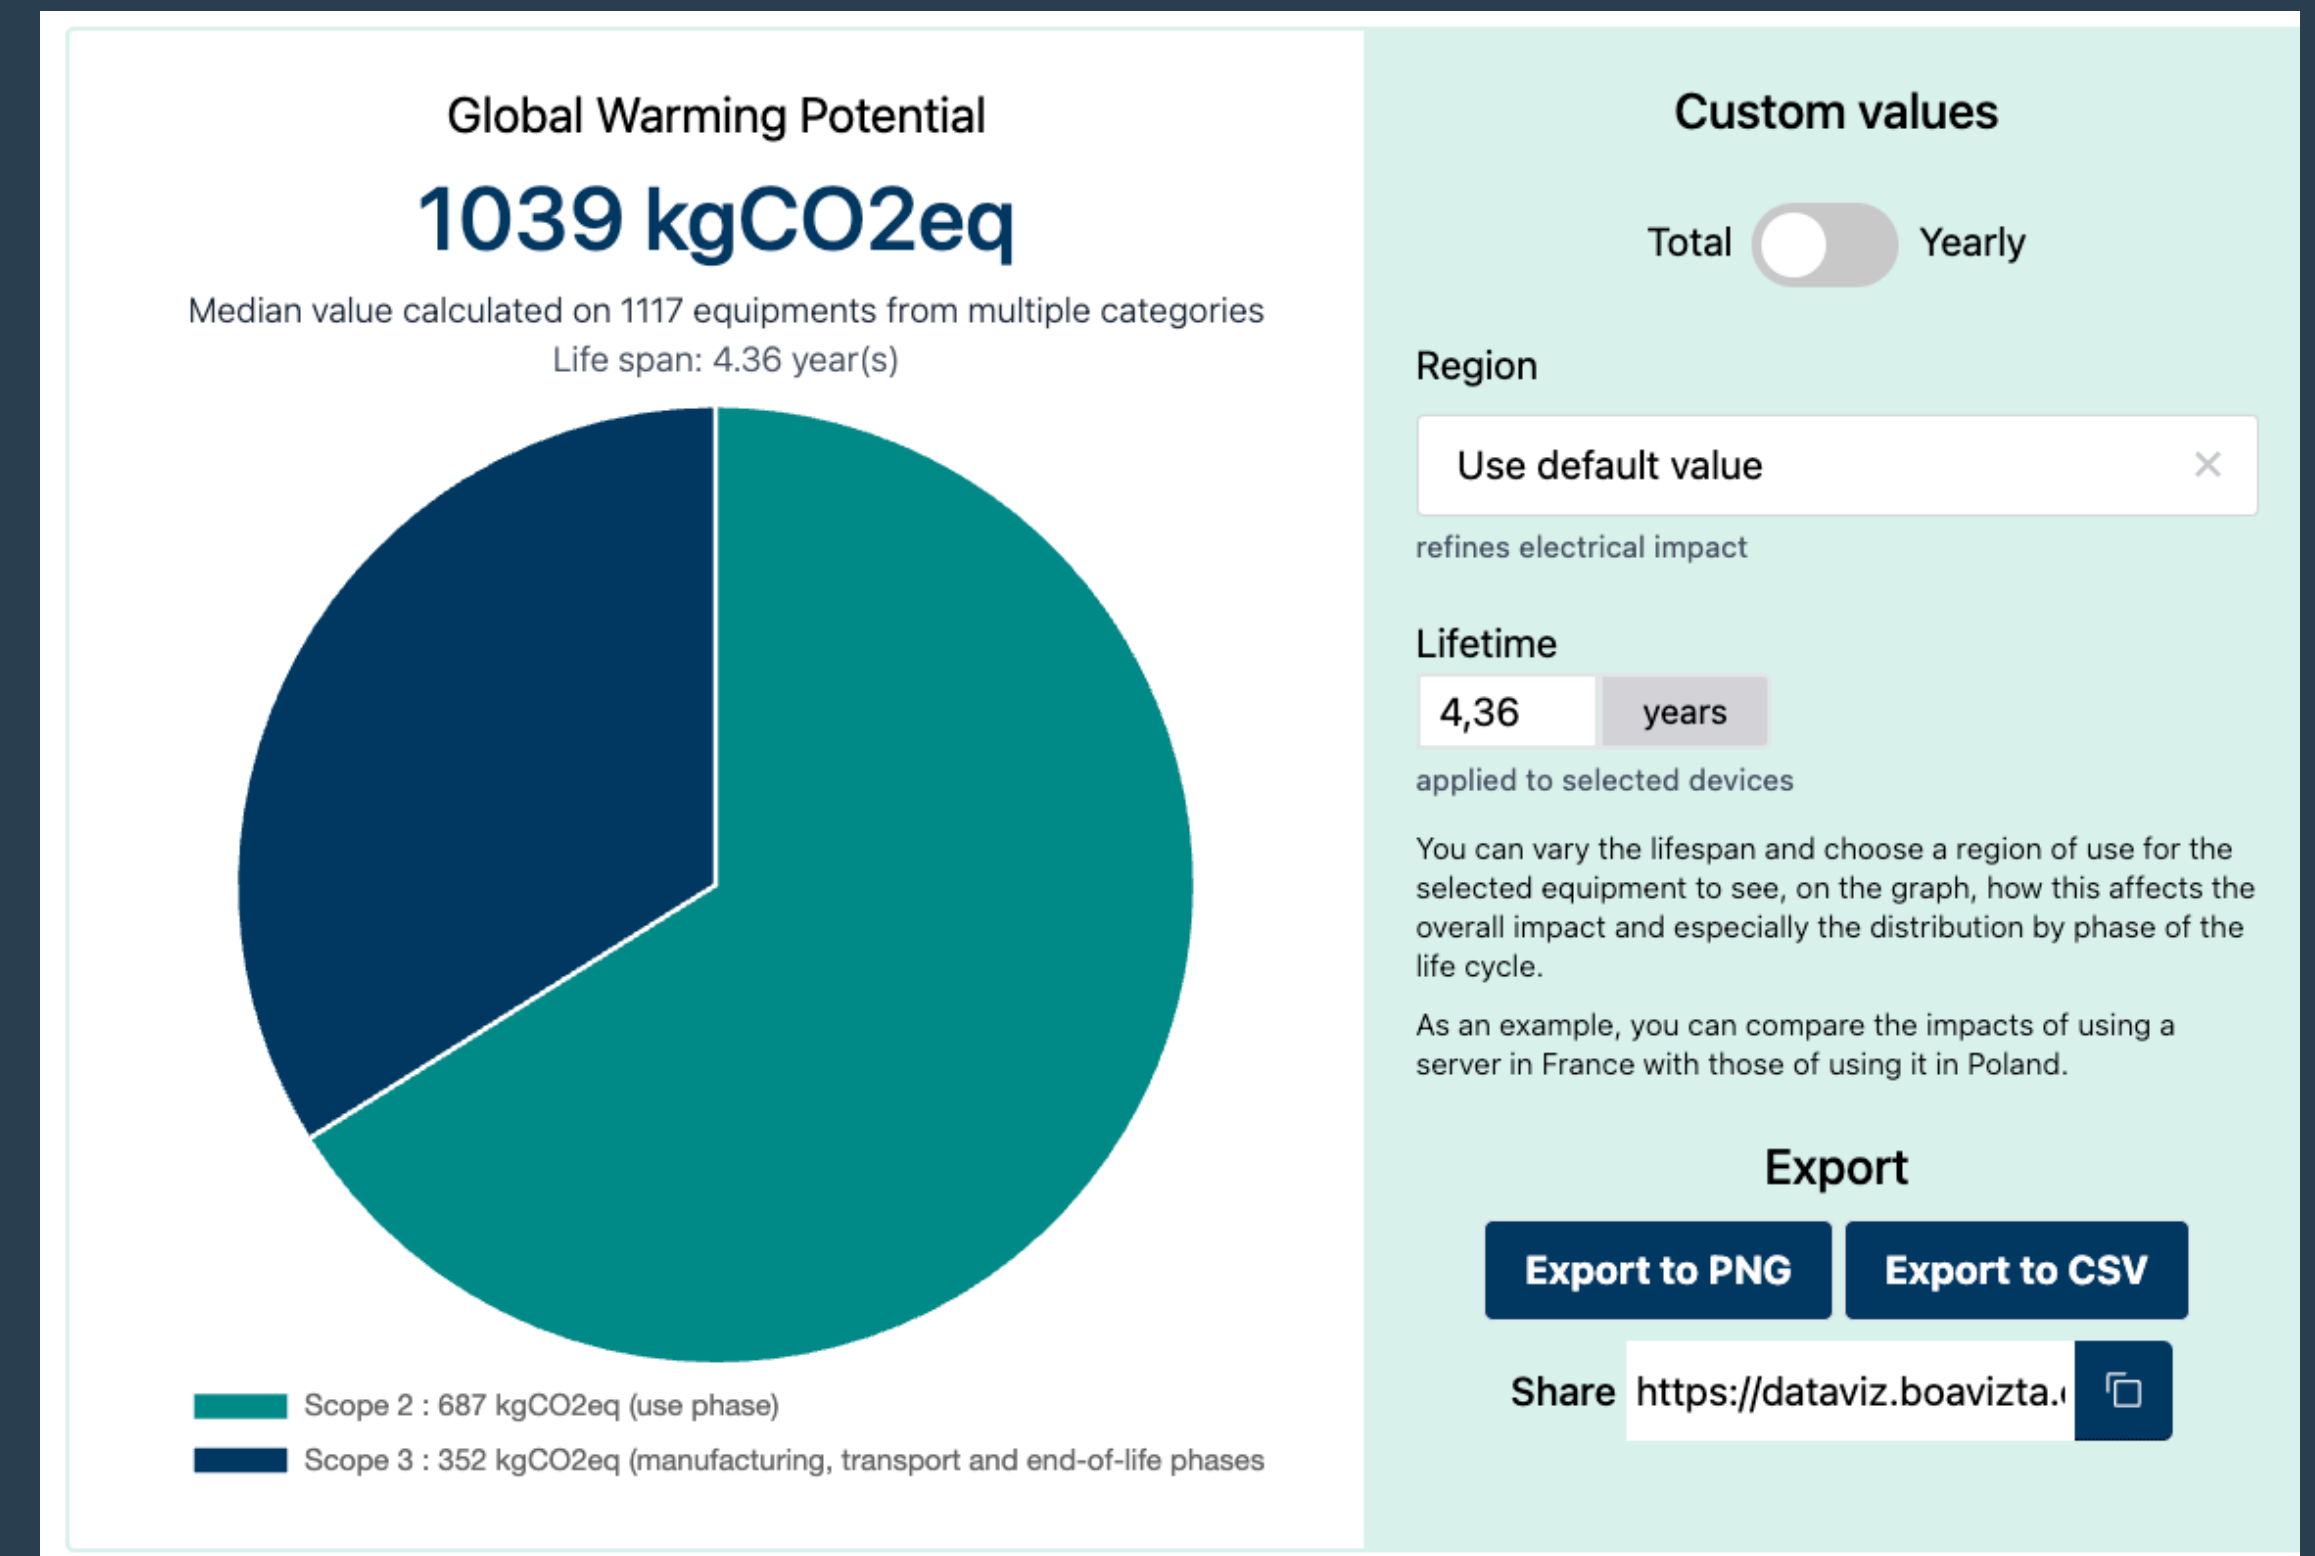 Global Warming Potential
1039 kgCO2eq
Median value calculated on 1117 equipments from multiple categories
Life span: 4.36 year(s)
Scope 2 : 687 kgCO2eq (use phase)
Scope 3 : 352 kgCO2eq (manufacturing, transport and end-of-life phases
Custom values
Total Yearly
Region
Use default value
refines electrical impact
Lifetime
4,36 years
applied to selected devices
You can vary the lifespan and choose a region of use for the
selected equipment to see, on the graph, how this affects the
overall impact and especially the distribution by phase of the
life cycle.
As an example, you can compare the impacts of using a
server in France with those of using it in Poland.
Export
Export to PNG Export to CSV
Share https://dataviz.boavizta.